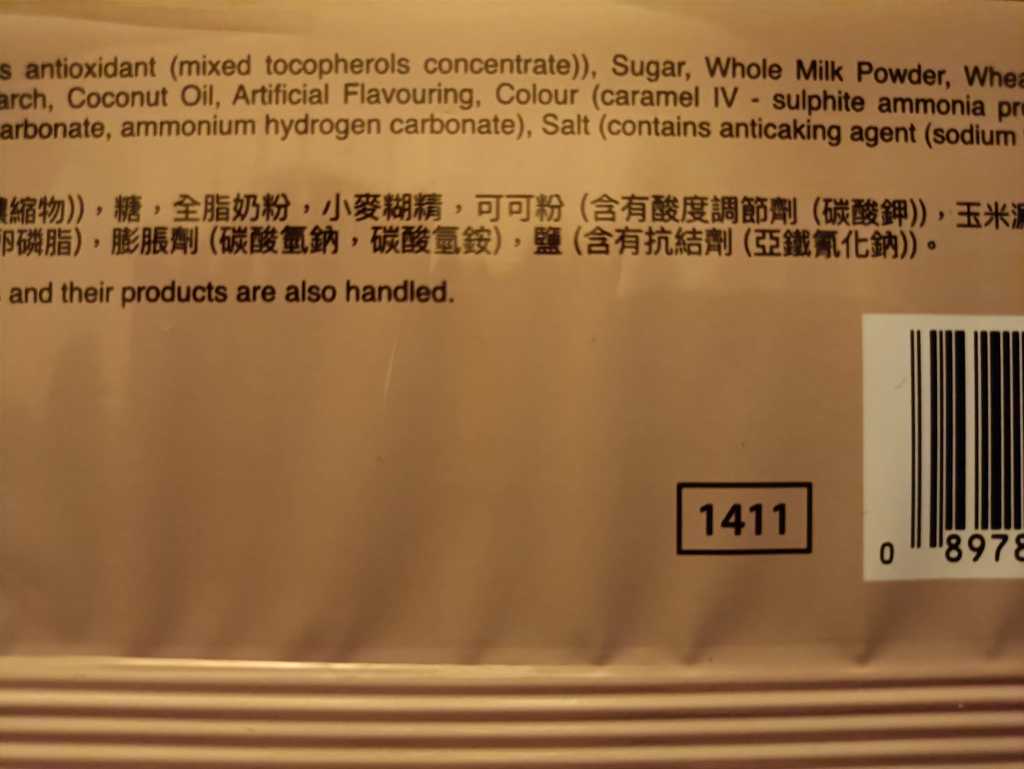 s antioxidant (mixed tocopherols concentrate)), Sugar, Whole Milk Powder, Whea
arch, Coconut Oil, Artificial Flavouring, Colour (caramel IV - sulphite ammonia pr
arbonate, ammonium hydrogen carbonate), Salt (contains anticaking agent (sodium
濃縮物))，糖，全脂奶粉，小麥糊精，可可粉（含有酸度調節劑（碳酸鉀))，玉米澱
卵磷脂)，膨脹劑（碳酸氫鈉，碳酸氫銨)，鹽（含有抗結劑（亞鐵氰化鈉))。
s and their products are also handled.
1411
0 8978